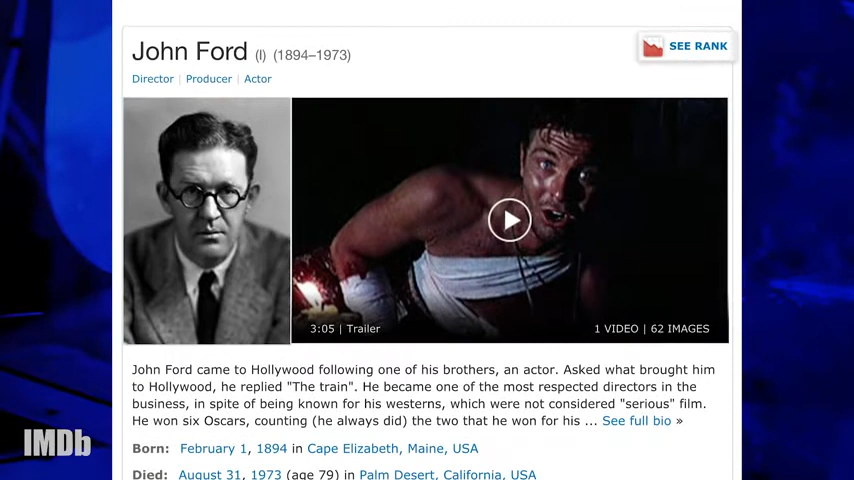 John Ford (I) (1894–1973)
SEE RANK
Director | Producer | Actor
3:05 | Trailer
1 VIDEO | 62 IMAGES
John Ford came to Hollywood following one of his brothers, an actor. Asked what brought him
to Hollywood, he replied "The train". He became one of the most respected directors in the
business, in spite of being known for his westerns, which were not considered "serious" film.
He won six Oscars, counting (he always did) the two that he won for his ... See full bio »
Born: February 1, 1894 in Cape Elizabeth, Maine, USA
Died: August 31, 1973 (age 79) in Palm Desert, California, USA
IMDb